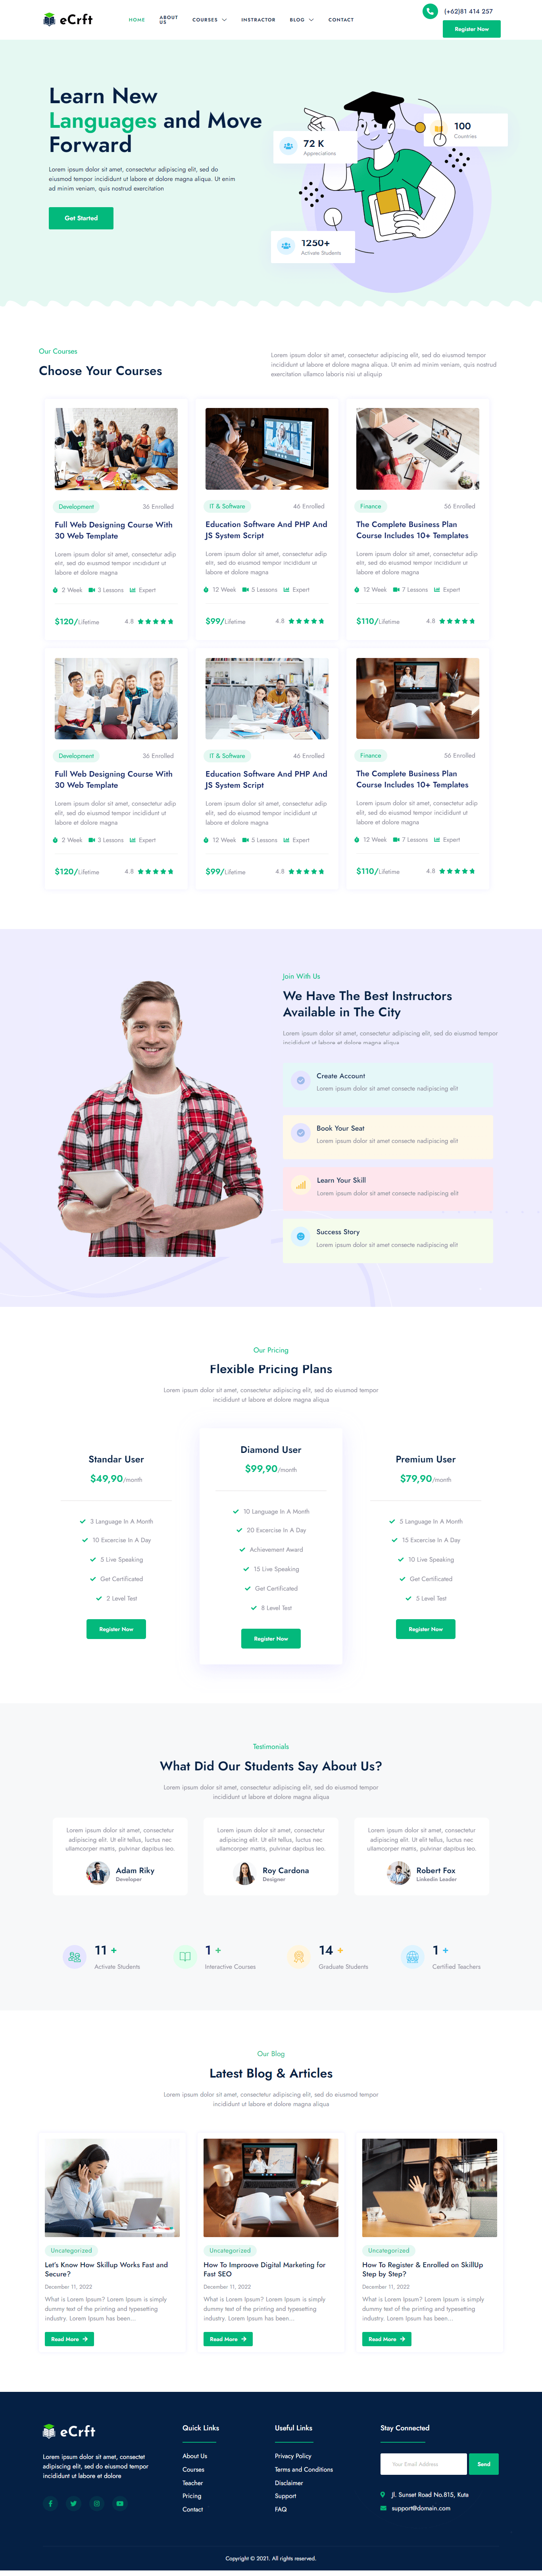 eCrft
HOME
ABOUT US
COURSES
INSTRACTOR
BLOG
CONTACT
(+62)81 414 257
Register Now
Learn New
Languages and Move
Forward
Lorem ipsum dolor sit amet, consectetur adipiscing elit, sed do
eiusmod tempor incididunt ut labore et dolore magna aliqua. Ut enim
ad minim veniam, quis nostrud exercitation
Get Started
100
Countries
72 K
Appreciations
1250+
Activate Students
Our Courses
Choose Your Courses
Lorem ipsum dolor sit amet, consectetur adipiscing elit, sed do eiusmod tempor
incididunt ut labore et dolore magna aliqua. Ut enim ad minim veniam, quis nostrud
exercitation ullamco laboris nisi ut aliquip
Development
36 Enrolled
Full Web Designing Course With
30 Web Template
Lorem ipsum dolor sit amet, consectetur adip
elit, sed do eiusmod tempor incididunt ut
labore et dolore magna
2 Week 3 Lessons Expert
$120/Lifetime
4.8
IT & Software
46 Enrolled
Education Software And PHP And
JS System Script
Lorem ipsum dolor sit amet, consectetur adip
elit, sed do eiusmod tempor incididunt ut
labore et dolore magna
12 Week 5 Lessons Expert
$99/Lifetime
4.8
Finance
56 Enrolled
The Complete Business Plan
Course Includes 10+ Templates
Lorem ipsum dolor sit amet, consectetur adip
elit, sed do eiusmod tempor incididunt ut
labore et dolore magna
12 Week 7 Lessons Expert
$110/Lifetime
4.8
Development
36 Enrolled
Full Web Designing Course With
30 Web Template
Lorem ipsum dolor sit amet, consectetur adip
elit, sed do eiusmod tempor incididunt ut
labore et dolore magna
2 Week 3 Lessons Expert
$120/Lifetime
4.8
IT & Software
46 Enrolled
Education Software And PHP And
JS System Script
Lorem ipsum dolor sit amet, consectetur adip
elit, sed do eiusmod tempor incididunt ut
labore et dolore magna
12 Week 5 Lessons Expert
$99/Lifetime
4.8
Finance
56 Enrolled
The Complete Business Plan
Course Includes 10+ Templates
Lorem ipsum dolor sit amet, consectetur adip
elit, sed do eiusmod tempor incididunt ut
labore et dolore magna
12 Week 7 Lessons Expert
$110/Lifetime
4.8
Join With Us
We Have The Best Instructors
Available in The City
Lorem ipsum dolor sit amet, consectetur adipiscing elit, sed do eiusmod tempor
incididunt ut labore et dolore magna aliqua
Create Account
Lorem ipsum dolor sit amet consecte nadipiscing elit
Book Your Seat
Lorem ipsum dolor sit amet consecte nadipiscing elit
Learn Your Skill
Lorem ipsum dolor sit amet consecte nadipiscing elit
Success Story
Lorem ipsum dolor sit amet consecte nadipiscing elit
Our Pricing
Flexible Pricing Plans
Lorem ipsum dolor sit amet, consectetur adipiscing elit, sed do eiusmod tempor
incididunt ut labore et dolore magna aliqua
Standar User
$49,90/month
3 Language In A Month
10 Excercise In A Day
5 Live Speaking
Get Certificated
2 Level Test
Register Now
Diamond User
$99,90/month
10 Language In A Month
20 Excercise In A Day
Achievement Award
15 Live Speaking
Get Certificated
8 Level Test
Register Now
Premium User
$79,90/month
5 Language In A Month
15 Excercise In A Day
10 Live Speaking
Get Certificated
5 Level Test
Register Now
Testimonials
What Did Our Students Say About Us?
Lorem ipsum dolor sit amet, consectetur adipiscing elit, sed do eiusmod tempor
incididunt ut labore et dolore magna aliqua
Lorem ipsum dolor sit amet, consectetur
adipiscing elit. Ut elit tellus, luctus nec
ullamcorper mattis, pulvinar dapibus leo.
Adam Riky
Developer
Lorem ipsum dolor sit amet, consectetur
adipiscing elit. Ut elit tellus, luctus nec
ullamcorper mattis, pulvinar dapibus leo.
Roy Cardona
Designer
Lorem ipsum dolor sit amet, consectetur
adipiscing elit. Ut elit tellus, luctus nec
ullamcorper mattis, pulvinar dapibus leo.
Robert Fox
Linkedin Leader
11 +
Activate Students
1 +
Interactive Courses
14 +
Graduate Students
1 +
Certified Teachers
Our Blog
Latest Blog & Articles
Lorem ipsum dolor sit amet, consectetur adipiscing elit, sed do eiusmod tempor
incididunt ut labore et dolore magna aliqua
Uncategorized
Let's Know How Skillup Works Fast and
Secure?
December 11, 2022
What is Lorem Ipsum? Lorem Ipsum is simply
dummy text of the printing and typesetting
industry. Lorem Ipsum has been...
Read More
Uncategorized
How To Improove Digital Marketing for
Fast SEO
December 11, 2022
What is Lorem Ipsum? Lorem Ipsum is simply
dummy text of the printing and typesetting
industry. Lorem Ipsum has been...
Read More
Uncategorized
How To Register & Enrolled on SkillUp
Step by Step?
December 11, 2022
What is Lorem Ipsum? Lorem Ipsum is simply
dummy text of the printing and typesetting
industry. Lorem Ipsum has been...
Read More
eCrft
Lorem ipsum dolor sit amet, consectet
adipiscing elit, sed do eiusmod tempor
incididunt ut labore et dolore
Quick Links
About Us
Courses
Teacher
Pricing
Contact
Useful Links
Privacy Policy
Terms and Conditions
Disclaimer
Support
FAQ
Stay Connected
Your Email Address
Send
Jl. Sunset Road No.815, Kuta
support@domain.com
Copyright © 2021. All rights reserved.